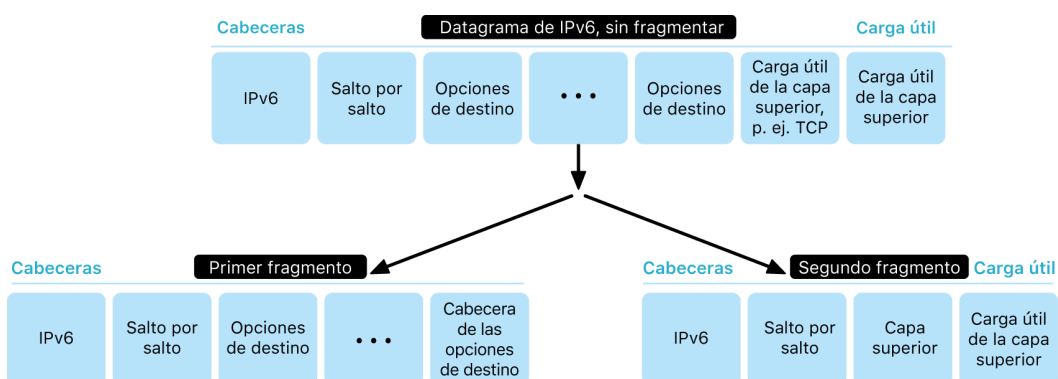 Cabeceras
Datagrama de IPv6, sin fragmentar
Carga útil
IPv6
Salto por
salto
Opciones
de destino
• • •
Opciones
de destino
Carga útil
de la capa
superior,
p. ej. TCP
Carga útil
de la capa
superior
Cabeceras
Primer fragmento
IPv6
Salto por
salto
Opciones
de destino
• • •
Cabecera
de las
opciones
de destino
Cabeceras
Segundo fragmento
Carga útil
IPv6
Salto por
salto
Capa
superior
Carga útil
de la capa
superior